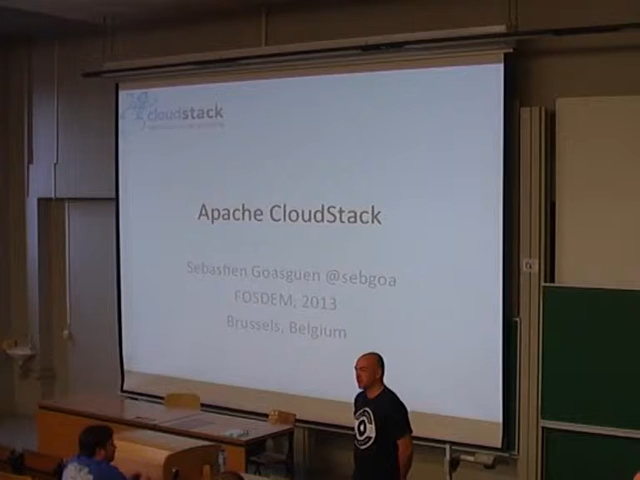 cloudstack
Apache CloudStack
Sebastien Goasguen @sebgoa
FOSDEM, 2013
Brussels, Belgium